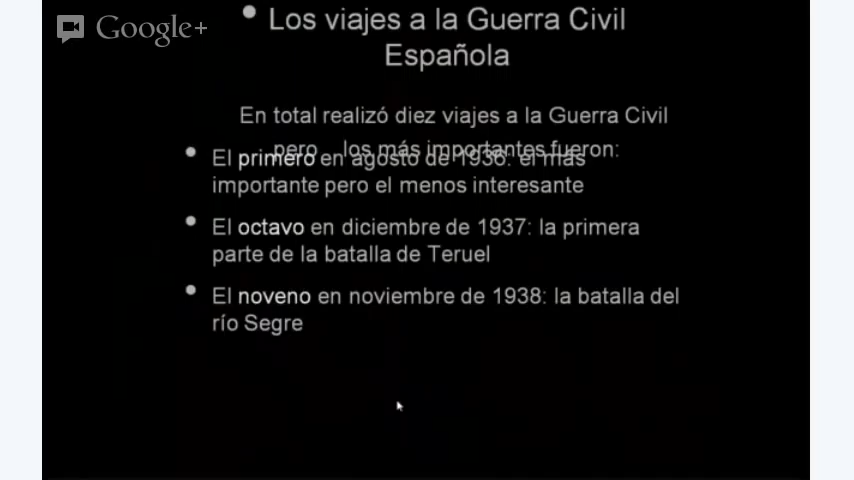 Google+
• Los viajes a la Guerra Civil
Española
En total realizó diez viajes a la Guerra Civil
pero los más importantes fueron:
• El primero en agosto de 1936: el más
importante pero el menos interesante
• El octavo en diciembre de 1937: la primera
parte de la batalla de Teruel
• El noveno en noviembre de 1938: la batalla del
río Segre